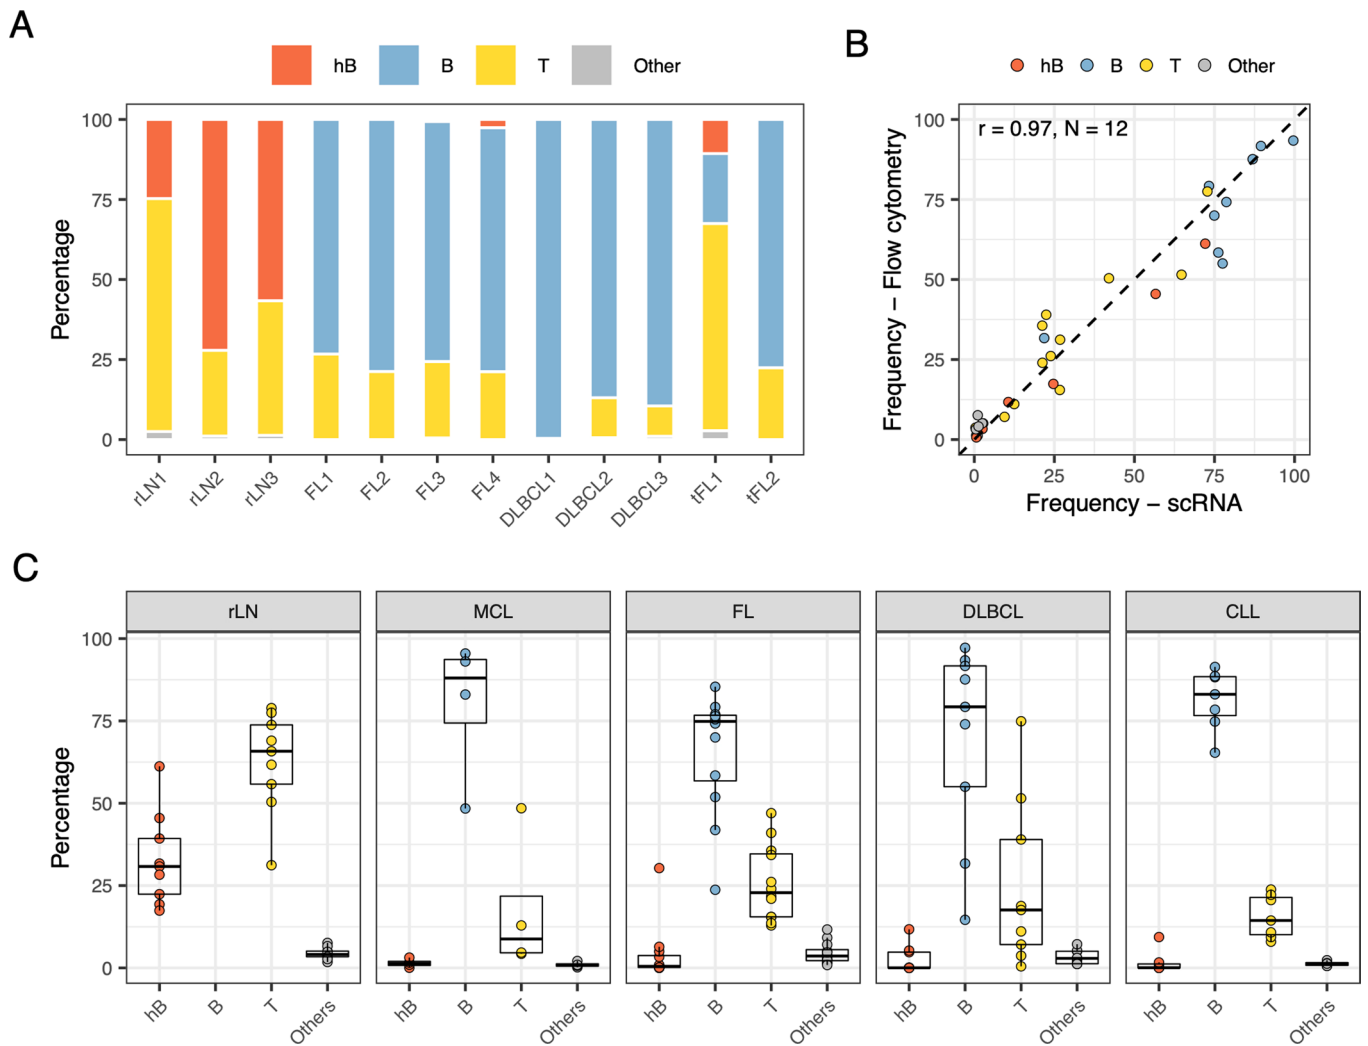 A
hB B T Other
Percentage
100
75
50
25
0
rLN1 rLN2 rLN3 FL1 FL2 FL3 FL4 DLBCL1 DLBCL2 DLBCL3 tFL1 tFL2
B
hB B T Other
r = 0.97, N = 12
Frequency – Flow cytometry
100
75
50
25
0
0 25 50 75 100
Frequency – scRNA
C
rLN MCL FL DLBCL CLL
Percentage
100
75
50
25
0
hB B T Others hB B T Others hB B T Others hB B T Others hB B T Others